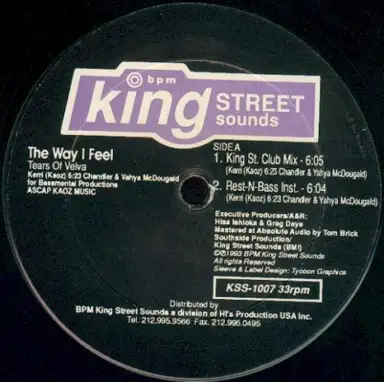 bpm
king STREET
sounds
The Way I Feel
Tears Of Velva
Kerri (Kaoz) 6:23 Chandler & Yahya McDougald
for Basamental Productions
ASCAP KAOZ MUSIC
SIDE A
1. King St. Club Mix - 6:05
(Kerri (Kaoz) 6:23 Chandler & Yahya McDougald)
2. Rest-N-Bass Inst. - 6:04
(Kerri (Kaoz) 6:23 Chandler & Yahya McDougald)
Executive Producers/A&R:
Hisa Ishioka & Greg Daye
Mastered at Absolute Audio by Tom Brick
Southside Production/
King Street Sounds (BMI)
©℗1993 BPM King Street Sounds
All rights Reserved
Sleeve & Label Design: Tycoon Graphics
KSS-1007 33rpm
Distributed by
BPM King Street Sounds a division of HI's Production USA Inc.
Tel. 212.995.9566 Fax. 212.995.0495